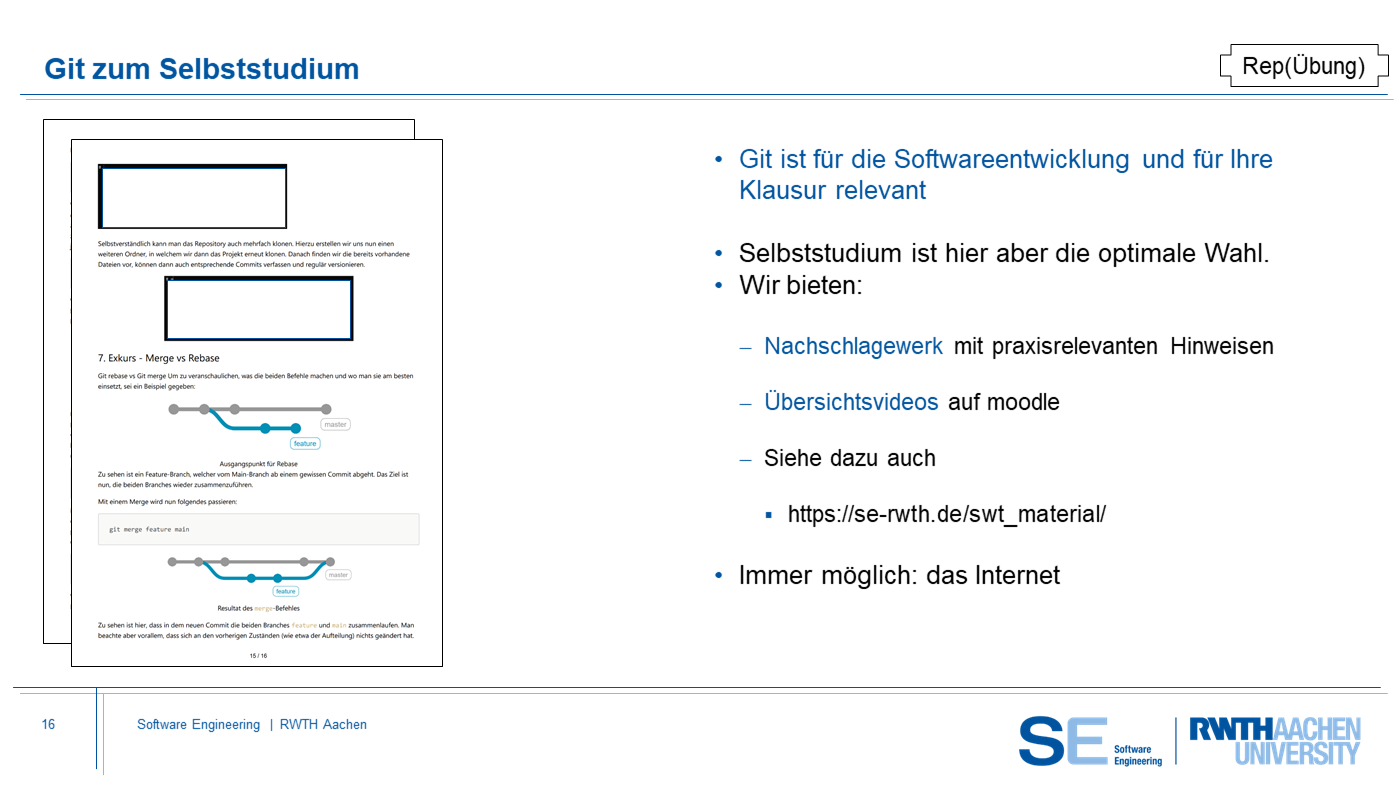 Git zum Selbststudium
Rep(Übung)
Selbstverständlich kann man das Repository auch mehrfach klonen. Hierzu erstellen wir uns nun einen
weiteren Ordner, in welchem wir dann das Projekt erneut klonen. Danach finden wir die bereits vorhandene
Dateien vor, können dann auch entsprechende Commits verfassen und regulär versionieren.
7. Exkurs - Merge vs Rebase
Git rebase vs Git merge Um zu veranschaulichen, was die beiden Befehle machen und wo man sie am besten
einsetzt, sei ein Beispiel gegeben:
master
feature
Ausgangspunkt für Rebase
Zu sehen ist ein Feature-Branch, welcher vom Main-Branch ab einem gewissen Commit abgeht. Das Ziel ist
nun, die beiden Branches wieder zusammenzuführen.
Mit einem Merge wird nun folgendes passieren:
git merge feature main
master
feature
Resultat des merge-Befehles
Zu sehen ist hier, dass in dem neuen Commit die beiden Branches feature und main zusammenlaufen. Man
beachte aber vorallem, dass sich an den vorherigen Zuständen (wie etwa der Aufteilung) nichts geändert hat.
15 / 16
• Git ist für die Softwareentwicklung und für Ihre
Klausur relevant
• Selbststudium ist hier aber die optimale Wahl.
• Wir bieten:
– Nachschlagewerk mit praxisrelevanten Hinweisen
– Übersichtsvideos auf moodle
– Siehe dazu auch
▪ https://se-rwth.de/swt_material/
• Immer möglich: das Internet
16
Software Engineering | RWTH Aachen
SE Software
Engineering
RWTH AACHEN
UNIVERSITY